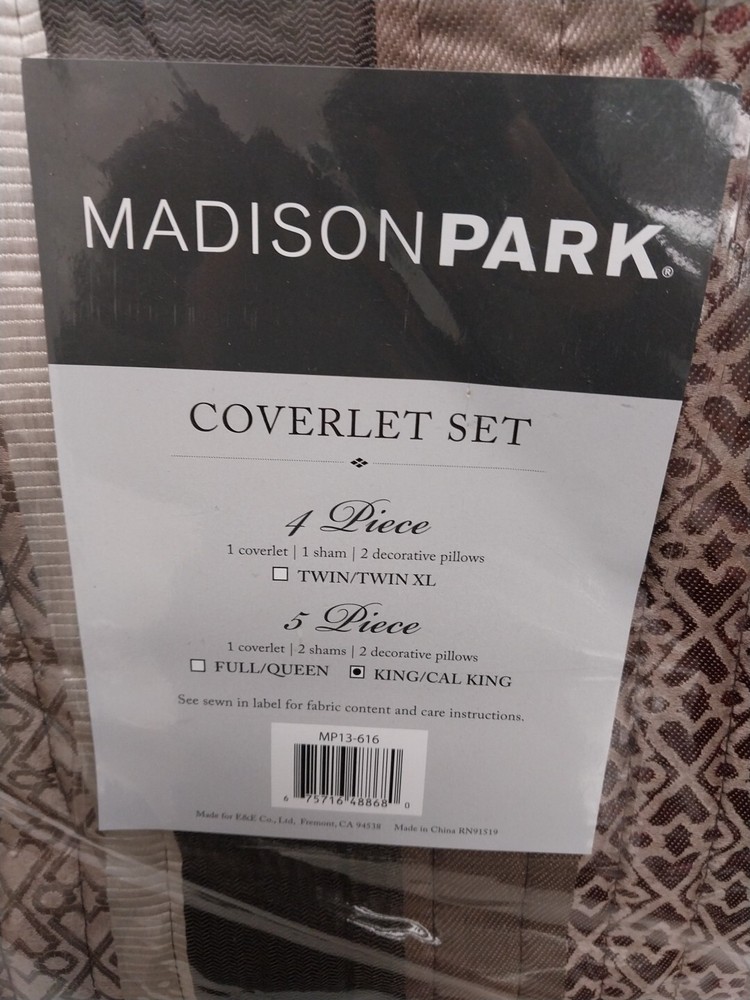 MADISONPARK®
COVERLET SET
4 Piece
1 coverlet | 1 sham | 2 decorative pillows
TWIN/TWIN XL
5 Piece
1 coverlet | 2 shams | 2 decorative pillows
FULL/QUEEN KING/CAL KING
See sewn in label for fabric content and care instructions.
MP13-616
6 75716 48868 0
Made for E&E Co., Ltd. Fremont, CA 94538 Made in China RN91519